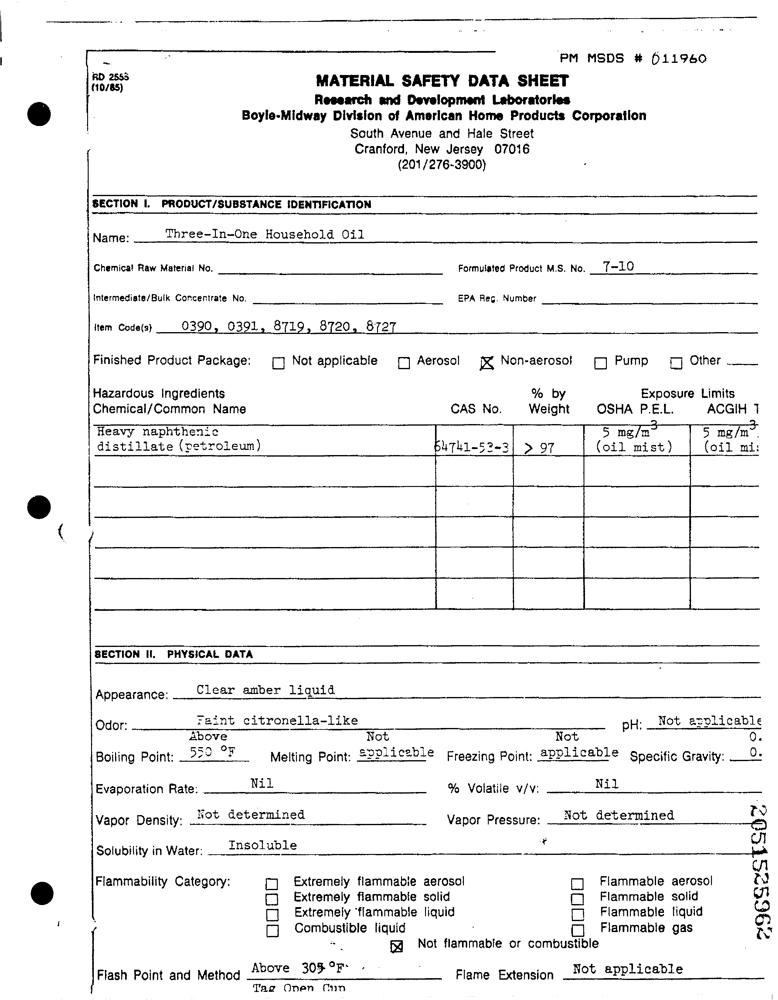 PM MSDS # 011960
RD 2553
(10/85)
MATERIAL SAFETY DATA SHEET
Research and Development Laboratories
Boyle-Midway Division of American Home Products Corporation
South Avenue and Hale Street
Cranford, New Jersey 07016
(201/276-3900)
SECTION I. PRODUCT/SUBSTANCE IDENTIFICATION
Name: Three-In-One Household Oil
Chemical Raw Material No. Formulated Product M.S. No. 7-10
Intermediate/Bulk Concentrate No. EPA Reg. Number
Item Code(s) 0390, 0391, 8719, 8720, 8727
Finished Product Package: ☐ Not applicable ☐ Aerosol ☒ Non-aerosol ☐ Pump ☐ Other
Hazardous Ingredients % by Exposure Limits
Chemical/Common Name CAS No. Weight OSHA P.E.L. ACGIH T
Heavy naphthenic 5 mg/m3 5 mg/m3
distillate (petroleum) 64741-53-3 > 97 (oil mist) (oil mi
SECTION II. PHYSICAL DATA
Appearance: Clear amber liquid
Odor: Faint citronella-like pH: Not applicable
Above Not Not 0.
Boiling Point: 550 °F Melting Point: applicable Freezing Point: applicable Specific Gravity: 0.
Evaporation Rate: Nil % Volatile v/v: Nil
Vapor Density: Not determined Vapor Pressure: Not determined
Solubility in Water: Insoluble
Flammability Category: ☐ Extremely flammable aerosol ☐ Flammable aerosol
☐ Extremely flammable solid ☐ Flammable solid
☐ Extremely flammable liquid ☐ Flammable liquid
☐ Combustible liquid ☐ Flammable gas
☒ Not flammable or combustible
Flash Point and Method Above 305 °F Flame Extension Not applicable
Tag Open Cup
2051525962